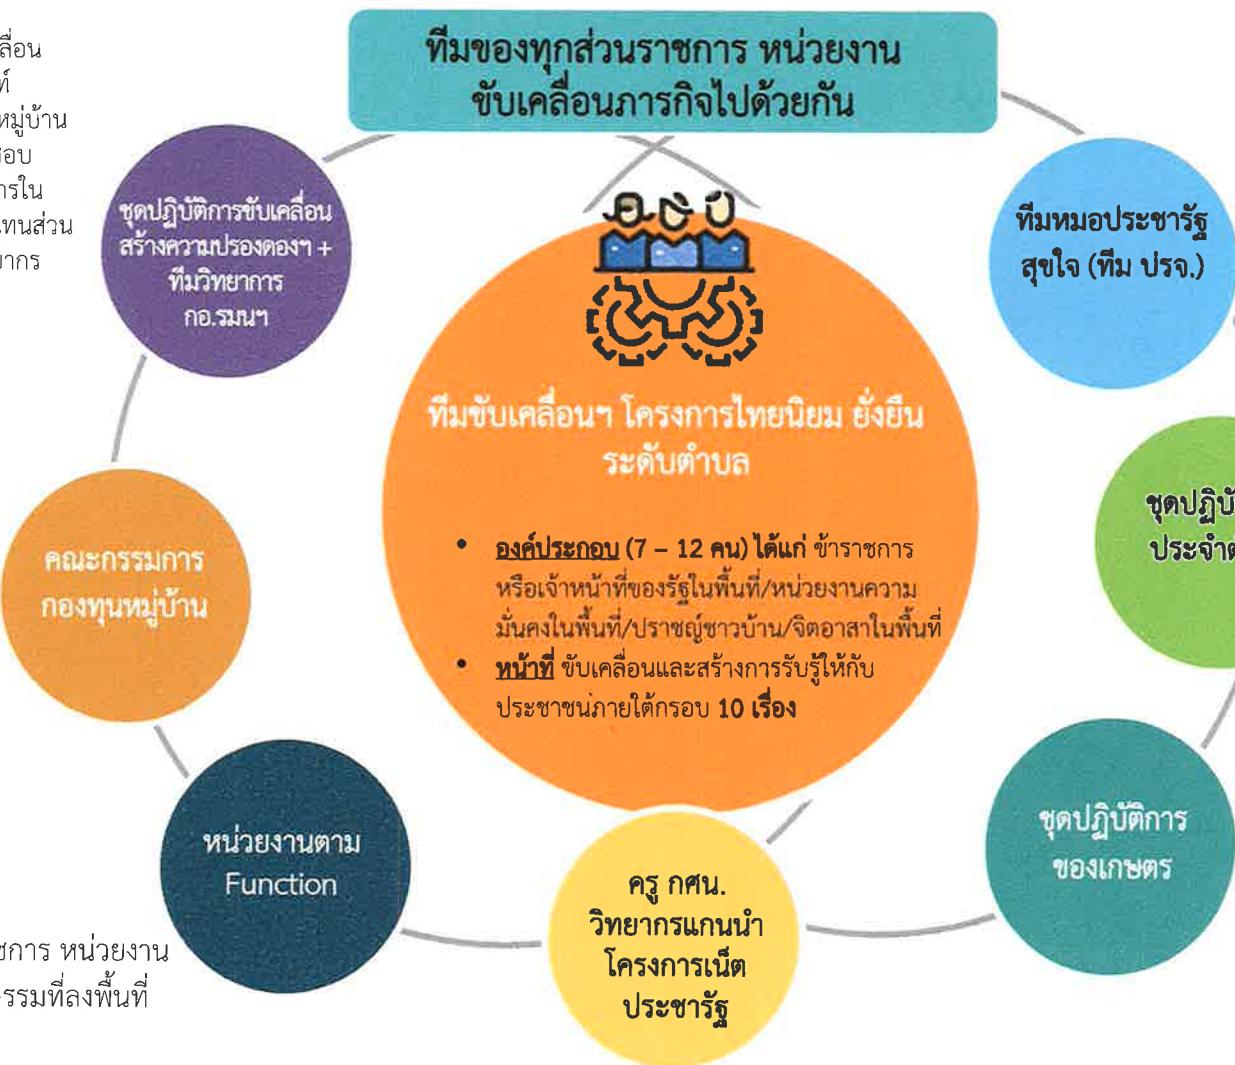 ทีมของทุกส่วนราชการ หน่วยงาน
ขับเคลื่อนภารกิจไปด้วยกัน
หมู่บ้าน
ชุดปฏิบัติการขับเคลื่อน
สร้างความปรองดองฯ +
ทีมวิทยาการ
กอ.รมนฯ
ทีมหมอประชารัฐ
สุขใจ (ทีม ปรจ.)
ทีมขับเคลื่อนฯ โครงการไทยนิยม ยั่งยืน
ระดับตำบล
• องค์ประกอบ (7 – 12 คน) ได้แก่ ข้าราชการ
หรือเจ้าหน้าที่ของรัฐในพื้นที่/หน่วยงานความ
มั่นคงในพื้นที่/ปราชญ์ชาวบ้าน/จิตอาสาในพื้นที่
• หน้าที่ ขับเคลื่อนและสร้างการรับรู้ให้กับ
ประชาชนภายใต้กรอบ 10 เรื่อง
คณะกรรมการ
กองทุนหมู่บ้าน
ชุดปฏิบั
ประจำต
หน่วยงานตาม
Function
ครู กศน.
วิทยากรแกนนำ
โครงการเน็ต
ประชารัฐ
ชุดปฏิบัติการ
ของเกษตร
ชการ หน่วยงาน
รรมที่ลงพื้นที่